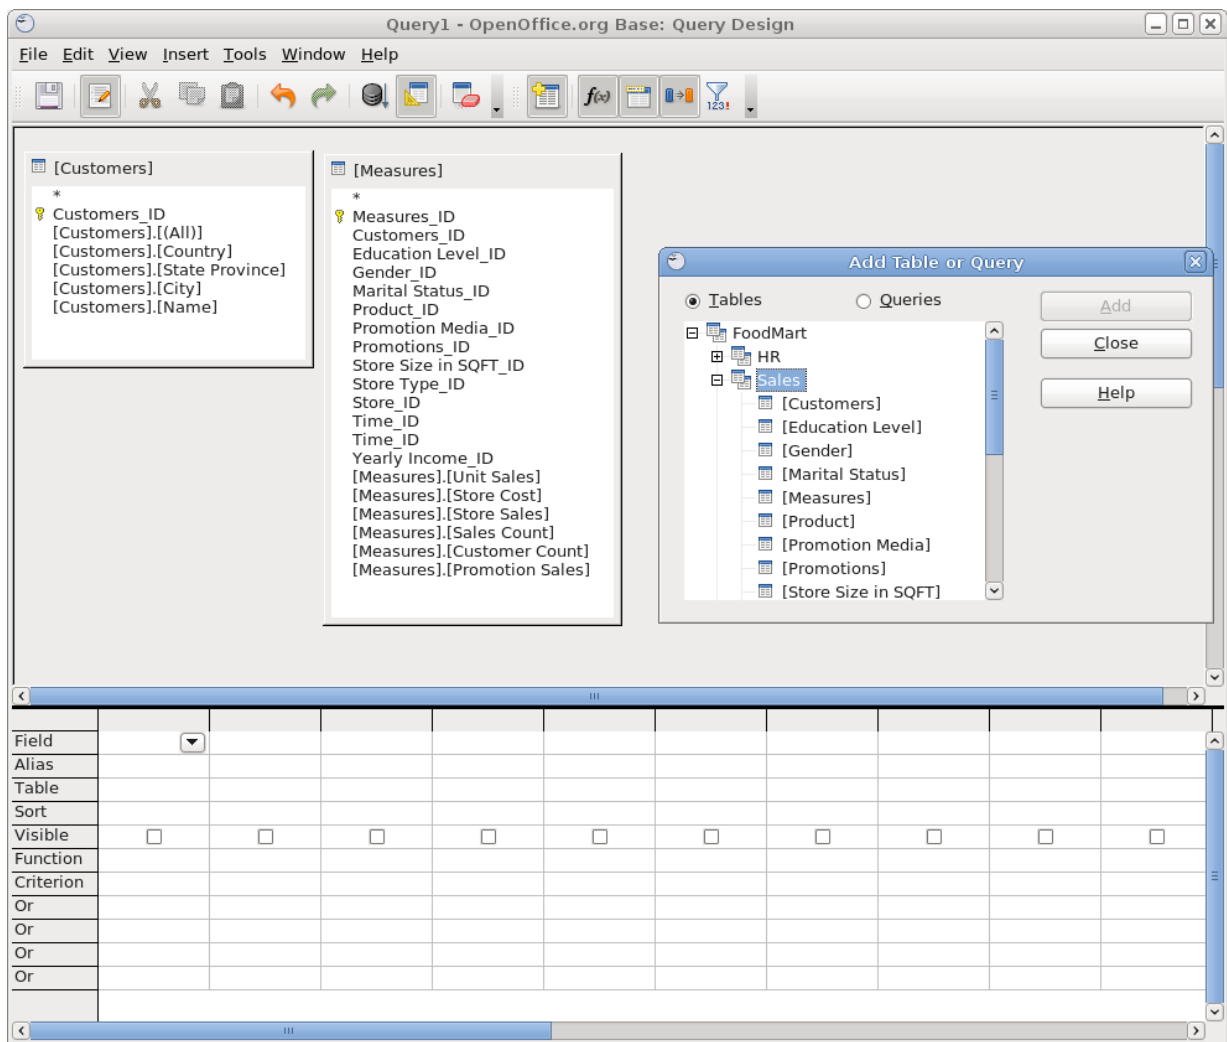 Query1 - OpenOffice.org Base: Query Design
File Edit View Insert Tools Window Help
f(x)
123!
[Customers]
*
Customers_ID
[Customers].[(All)]
[Customers].[Country]
[Customers].[State Province]
[Customers].[City]
[Customers].[Name]
[Measures]
*
Measures_ID
Customers_ID
Education Level_ID
Gender_ID
Marital Status_ID
Product_ID
Promotion Media_ID
Promotions_ID
Store Size in SQFT_ID
Store Type_ID
Store_ID
Time_ID
Time_ID
Yearly Income_ID
[Measures].[Unit Sales]
[Measures].[Store Cost]
[Measures].[Store Sales]
[Measures].[Sales Count]
[Measures].[Customer Count]
[Measures].[Promotion Sales]
Add Table or Query
Tables Queries
FoodMart
HR
Sales
[Customers]
[Education Level]
[Gender]
[Marital Status]
[Measures]
[Product]
[Promotion Media]
[Promotions]
[Store Size in SQFT]
Add
Close
Help
Field
Alias
Table
Sort
Visible
Function
Criterion
Or
Or
Or
Or